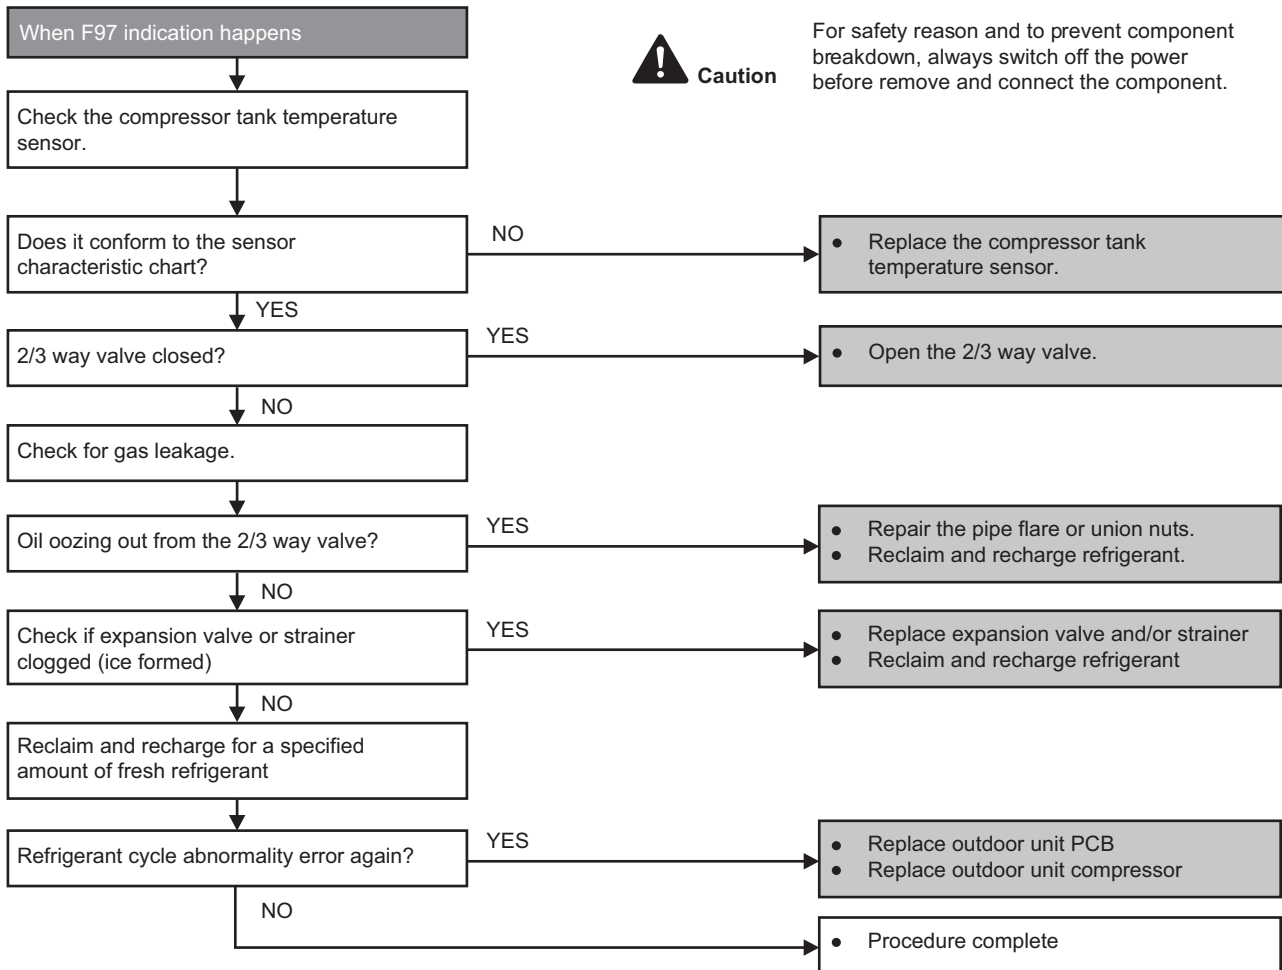 When F97 indication happens
Caution
For safety reason and to prevent component
breakdown, always switch off the power
before remove and connect the component.
Check the compressor tank temperature
sensor.
Does it conform to the sensor
characteristic chart?
NO
● Replace the compressor tank
temperature sensor.
YES
2/3 way valve closed?
YES
● Open the 2/3 way valve.
NO
Check for gas leakage.
Oil oozing out from the 2/3 way valve?
YES
● Repair the pipe flare or union nuts.
● Reclaim and recharge refrigerant.
NO
Check if expansion valve or strainer
clogged (ice formed)
YES
● Replace expansion valve and/or strainer
● Reclaim and recharge refrigerant
NO
Reclaim and recharge for a specified
amount of fresh refrigerant
Refrigerant cycle abnormality error again?
YES
● Replace outdoor unit PCB
● Replace outdoor unit compressor
NO
● Procedure complete